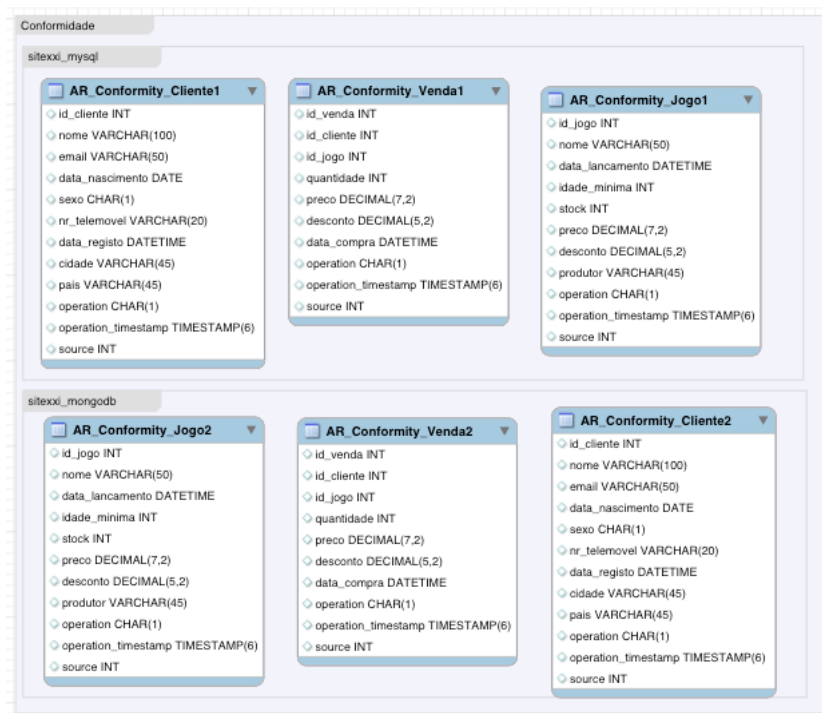 Conformidade
sitexxi_mysql
AR_Conformity_Cliente1
id_cliente INT
nome VARCHAR(100)
email VARCHAR(50)
data_nascimento DATE
sexo CHAR(1)
nr_telemovel VARCHAR(20)
data_registo DATETIME
cidade VARCHAR(45)
pais VARCHAR(45)
operation CHAR(1)
operation_timestamp TIMESTAMP(6)
source INT
AR_Conformity_Venda1
id_venda INT
id_cliente INT
id_jogo INT
quantidade INT
preco DECIMAL(7,2)
desconto DECIMAL(5,2)
data_compra DATETIME
operation CHAR(1)
operation_timestamp TIMESTAMP(6)
source INT
AR_Conformity_Jogo1
id_jogo INT
nome VARCHAR(50)
data_lancamento DATETIME
idade_minima INT
stock INT
preco DECIMAL(7,2)
desconto DECIMAL(5,2)
produtor VARCHAR(45)
operation CHAR(1)
operation_timestamp TIMESTAMP(6)
source INT
sitexxi_mongodb
AR_Conformity_Jogo2
id_jogo INT
nome VARCHAR(50)
data_lancamento DATETIME
idade_minima INT
stock INT
preco DECIMAL(7,2)
desconto DECIMAL(5,2)
produtor VARCHAR(45)
operation CHAR(1)
operation_timestamp TIMESTAMP(6)
source INT
AR_Conformity_Venda2
id_venda INT
id_cliente INT
id_jogo INT
quantidade INT
preco DECIMAL(7,2)
desconto DECIMAL(5,2)
data_compra DATETIME
operation CHAR(1)
operation_timestamp TIMESTAMP(6)
source INT
AR_Conformity_Cliente2
id_cliente INT
nome VARCHAR(100)
email VARCHAR(50)
data_nascimento DATE
sexo CHAR(1)
nr_telemovel VARCHAR(20)
data_registo DATETIME
cidade VARCHAR(45)
pais VARCHAR(45)
operation CHAR(1)
operation_timestamp TIMESTAMP(6)
source INT